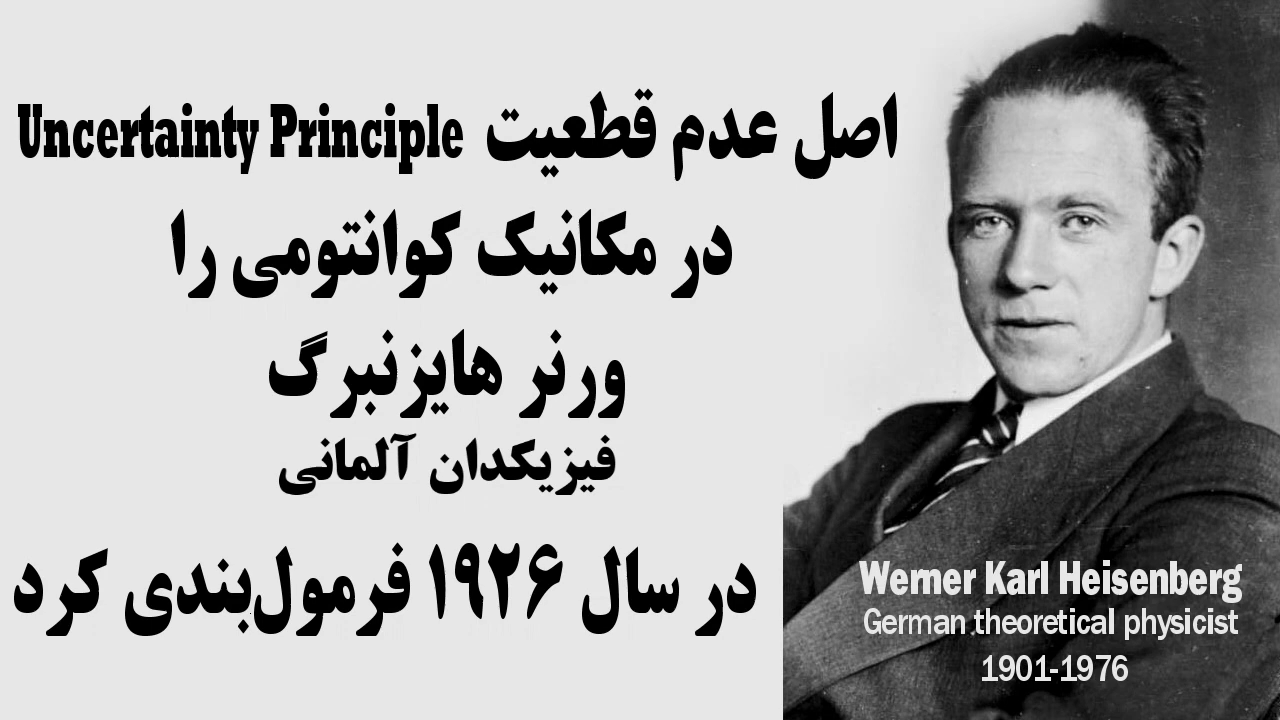 اصل عدم قطعیت Uncertainty Principle
در مکانیک کوانتومی را
ورنر هایزنبرگ
فیزیکدان آلمانی
در سال ۱۹۲۶ فرمول‌بندی کرد
Werner Karl Heisenberg
German theoretical physicist
1901-1976